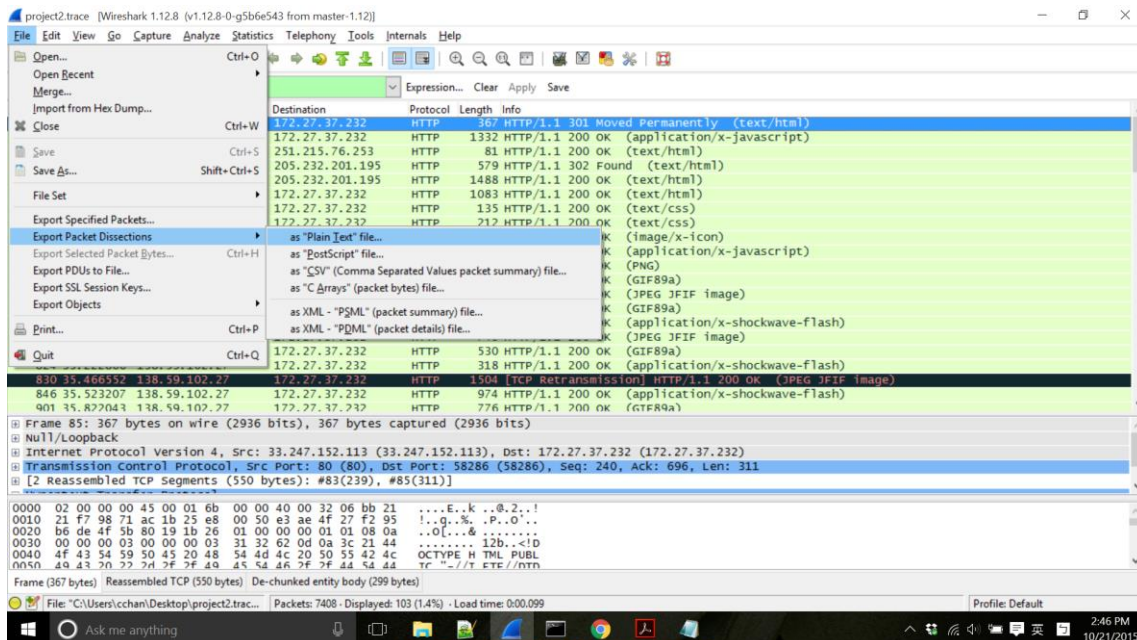 project2.trace [Wireshark 1.12.8 (v1.12.8-0-g5b6e543 from master-1.12)]
File Edit View Go Capture Analyze Statistics Telephony Tools Internals Help
Open... Ctrl+O
Open Recent
Merge...
Import from Hex Dump...
Close Ctrl+W
Save Ctrl+S
Save As... Shift+Ctrl+S
File Set
Export Specified Packets...
Export Packet Dissections
Export Selected Packet Bytes... Ctrl+H
Export PDUs to File...
Export SSL Session Keys...
Export Objects
Print... Ctrl+P
Quit Ctrl+Q
as "Plain Text" file...
as "PostScript" file...
as "CSV" (Comma Separated Values packet summary) file...
as "C Arrays" (packet bytes) file...
as XML - "PSML" (packet summary) file...
as XML - "PDML" (packet details) file...
Expression... Clear Apply Save
Destination Protocol Length Info
172.27.37.232 HTTP 367 HTTP/1.1 301 Moved Permanently (text/html)
172.27.37.232 HTTP 1332 HTTP/1.1 200 OK (application/x-javascript)
251.215.76.253 HTTP 81 HTTP/1.1 200 OK (text/html)
205.232.201.195 HTTP 579 HTTP/1.1 302 Found (text/html)
205.232.201.195 HTTP 1488 HTTP/1.1 200 OK (text/html)
172.27.37.232 HTTP 1083 HTTP/1.1 200 OK (text/html)
172.27.37.232 HTTP 135 HTTP/1.1 200 OK (text/css)
172.27.37.232 HTTP 212 HTTP/1.1 200 OK (text/css)
(image/x-icon)
(application/x-javascript)
(PNG)
(GIF89a)
(JPEG JFIF image)
(GIF89a)
(application/x-shockwave-flash)
(JPEG JFIF image)
172.27.37.232 HTTP 530 HTTP/1.1 200 OK (GIF89a)
172.27.37.232 HTTP 318 HTTP/1.1 200 OK (application/x-shockwave-flash)
830 35.466552 138.59.102.27 172.27.37.232 HTTP 1504 [TCP Retransmission] HTTP/1.1 200 OK (JPEG JFIF image)
846 35.523207 138.59.102.27 172.27.37.232 HTTP 974 HTTP/1.1 200 OK (application/x-shockwave-flash)
901 35.822043 138.59.102.27 172.27.37.232 HTTP 776 HTTP/1.1 200 OK (GIF89a)
Frame 85: 367 bytes on wire (2936 bits), 367 bytes captured (2936 bits)
Null/Loopback
Internet Protocol Version 4, Src: 33.247.152.113 (33.247.152.113), Dst: 172.27.37.232 (172.27.37.232)
Transmission Control Protocol, Src Port: 80 (80), Dst Port: 58286 (58286), Seq: 240, Ack: 696, Len: 311
[2 Reassembled TCP Segments (550 bytes): #83(239), #85(311)]
0000 02 00 00 00 45 00 01 6b 00 00 40 00 32 06 bb 21 ....E..k ..@.2..!
0010 21 f7 98 71 ac 1b 25 e8 00 50 e3 ae 4f 27 f2 95 !..q..%. .P..O'..
0020 b6 de 4f 5b 80 19 1b 26 01 00 00 00 01 01 08 0a ..O[...& ........
0030 00 00 00 03 00 00 00 03 31 32 62 0d 0a 3c 21 44 ........ 12b..<!D
0040 4f 43 54 59 50 45 20 48 54 4d 4c 20 50 55 42 4c OCTYPE H TML PUBL
0050 49 43 20 22 2d 2f 2f 49 45 54 46 2f 2f 44 54 44 IC "-//I ETF//DTD
Frame (367 bytes) Reassembled TCP (550 bytes) De-chunked entity body (299 bytes)
File: "C:\Users\cchan\Desktop\project2.trac... Packets: 7408 · Displayed: 103 (1.4%) · Load time: 0:00.099 Profile: Default
Ask me anything
英
2:46 PM
10/21/201